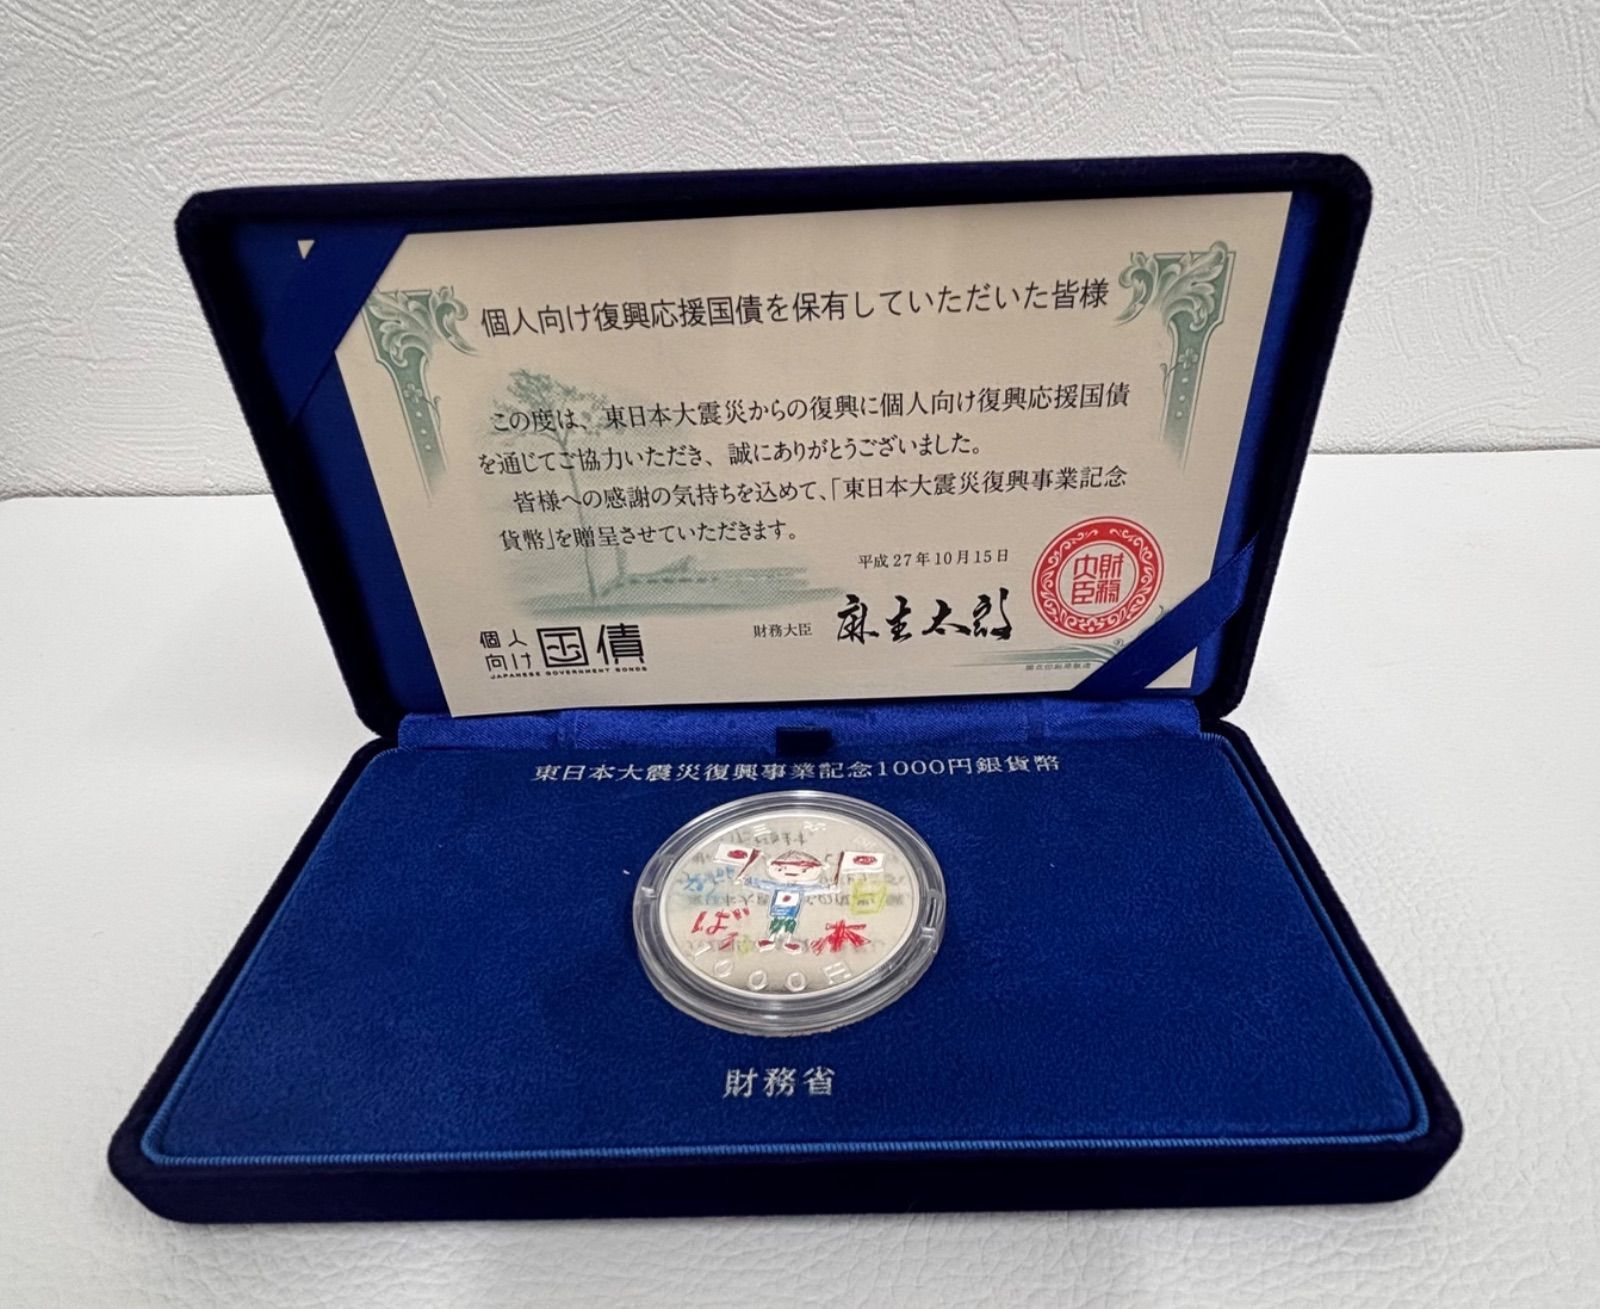 個人向け復興応援国債を保有していただいた皆様
この度は、東日本大震災からの復興に個人向け復興応援国債
を通じてご協力いただき、誠にありがとうございました。
皆様への感謝の気持ちを込めて、「東日本大震災復興事業記念
貨幣」を贈呈させていただきます。
平成27年10月15日
財務大臣 麻生太郎
財務大臣
個人向け国債
JAPANESE GOVERNMENT BONDS
国立印刷局製造
東日本大震災復興事業記念1000円銀貨幣
1000円
財務省